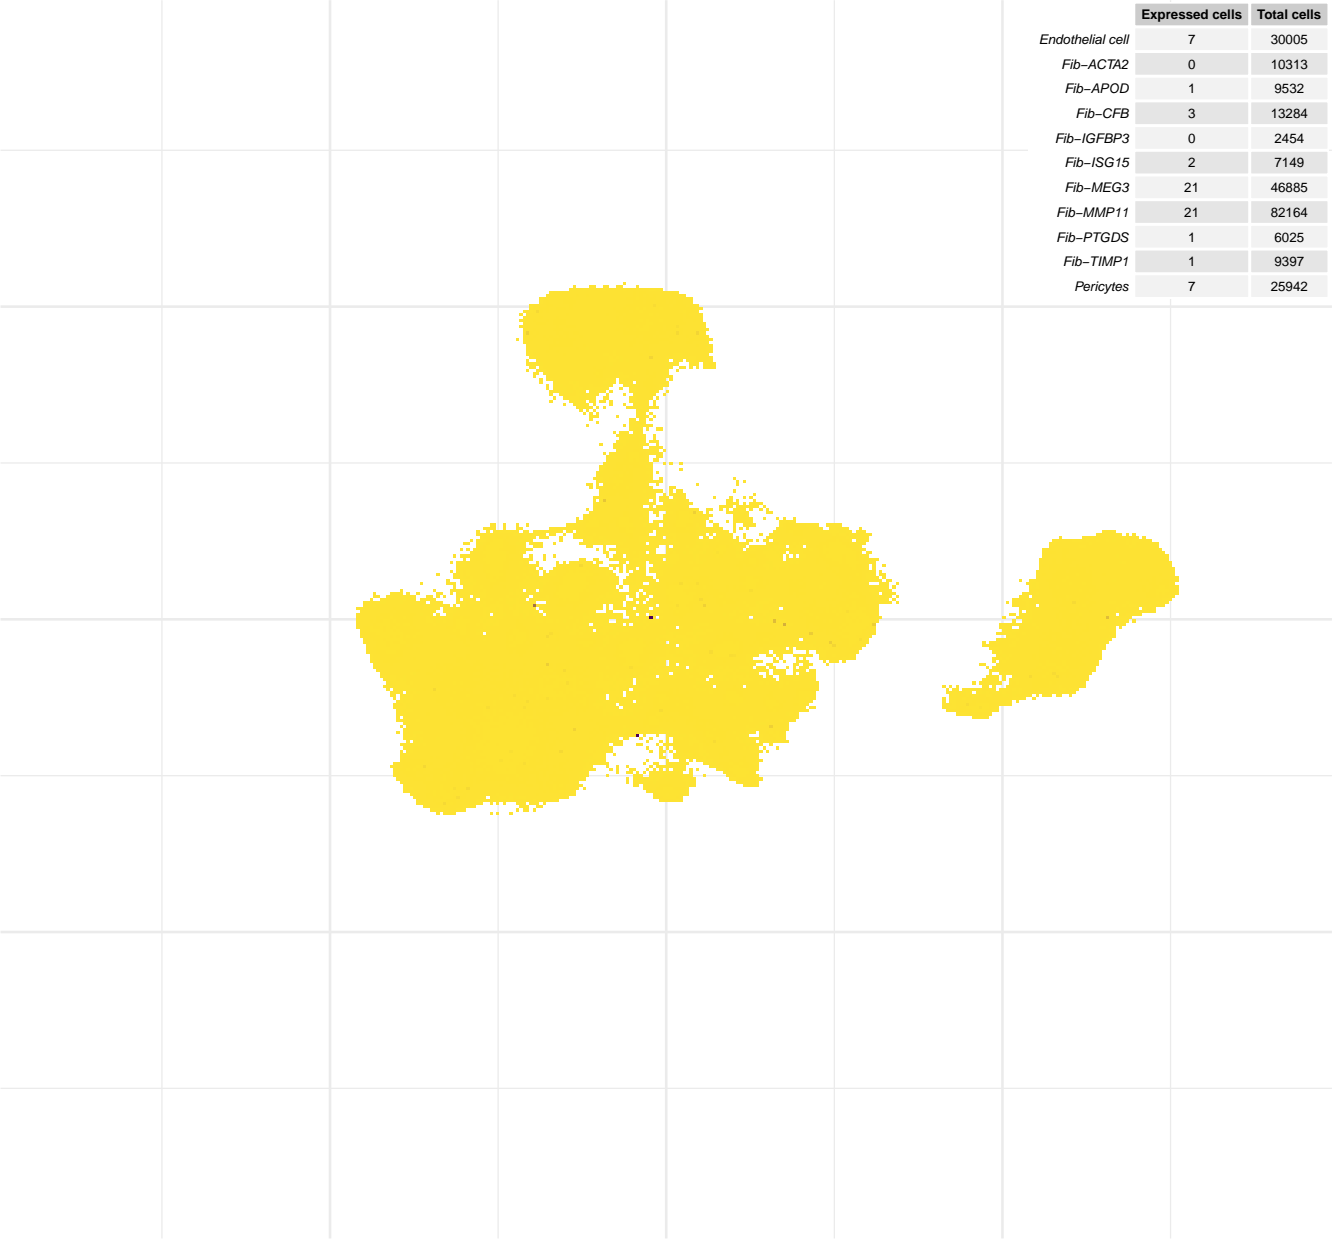 Expressed cells Total cells
Endothelial cell 7 30005
Fib−ACTA2 0 10313
Fib−APOD 1 9532
Fib−CFB 3 13284
Fib−IGFBP3 0 2454
Fib−ISG15 2 7149
Fib−MEG3 21 46885
Fib−MMP11 21 82164
Fib−PTGDS 1 6025
Fib−TIMP1 1 9397
Pericytes 7 25942